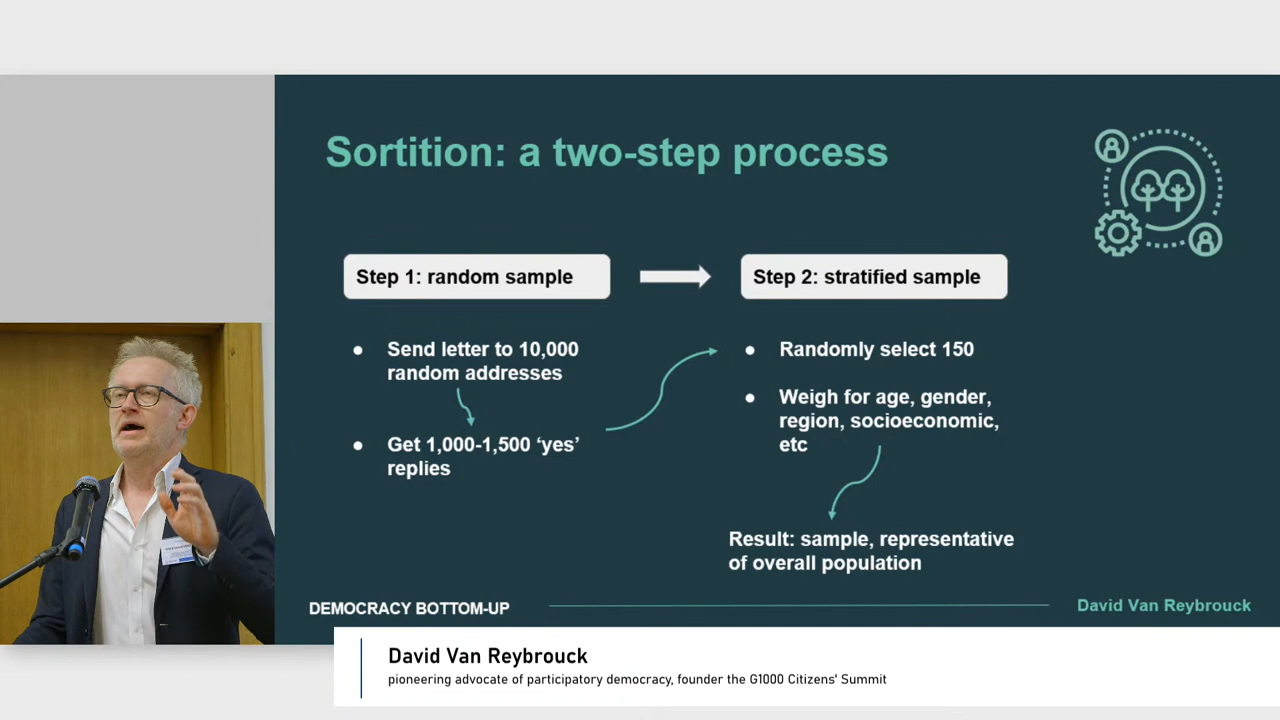 Sortition: a two-step process
Step 1: random sample
Send letter to 10,000
random addresses
Get 1,000-1,500 ‘yes’
replies
Step 2: stratified sample
Randomly select 150
Weigh for age, gender,
region, socioeconomic,
etc
Result: sample, representative
of overall population
DEMOCRACY BOTTOM-UP
David Van Reybrouck
David Van Reybrouck
pioneering advocate of participatory democracy, founder the G1000 Citizens' Summit